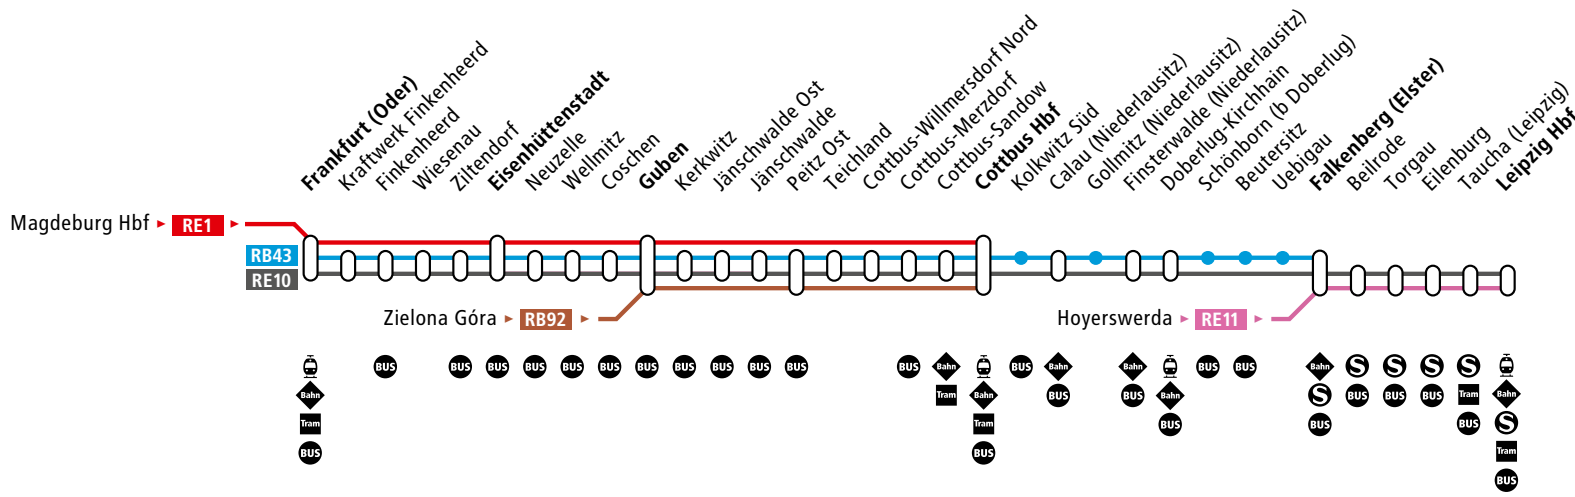 Frankfurt (Oder)
Kraftwerk Finkenheerd
Finkenheerd
Wiesenau
Ziltendorf
Eisenhüttenstadt
Neuzelle
Wellmitz
Coschen
Guben
Kerkwitz
Jänschwalde Ost
Jänschwalde
Peitz Ost
Teichland
Cottbus-Willmersdorf Nord
Cottbus-Merzdorf
Cottbus-Sandow
Cottbus Hbf
Kolkwitz Süd
Calau (Niederlausitz)
Gollmitz (Niederlausitz)
Finsterwalde (Niederlausitz)
Doberlug-Kirchhain
Schönborn (b Doberlug)
Beutersitz
Uebigau
Falkenberg (Elster)
Beilrode
Torgau
Eilenburg
Taucha (Leipzig)
Leipzig Hbf
Magdeburg Hbf RE1
RB43
RE10
Zielona Góra RB92
Hoyerswerda RE11
BUS BUS BUS BUS BUS BUS BUS BUS BUS BUS BUS BUS Bahn BUS Bahn Bahn BUS BUS Bahn S S S S
Bahn Tram Bahn BUS BUS Bahn S BUS BUS BUS Tram Bahn
Tram Tram BUS BUS BUS S
BUS BUS Tram
BUS